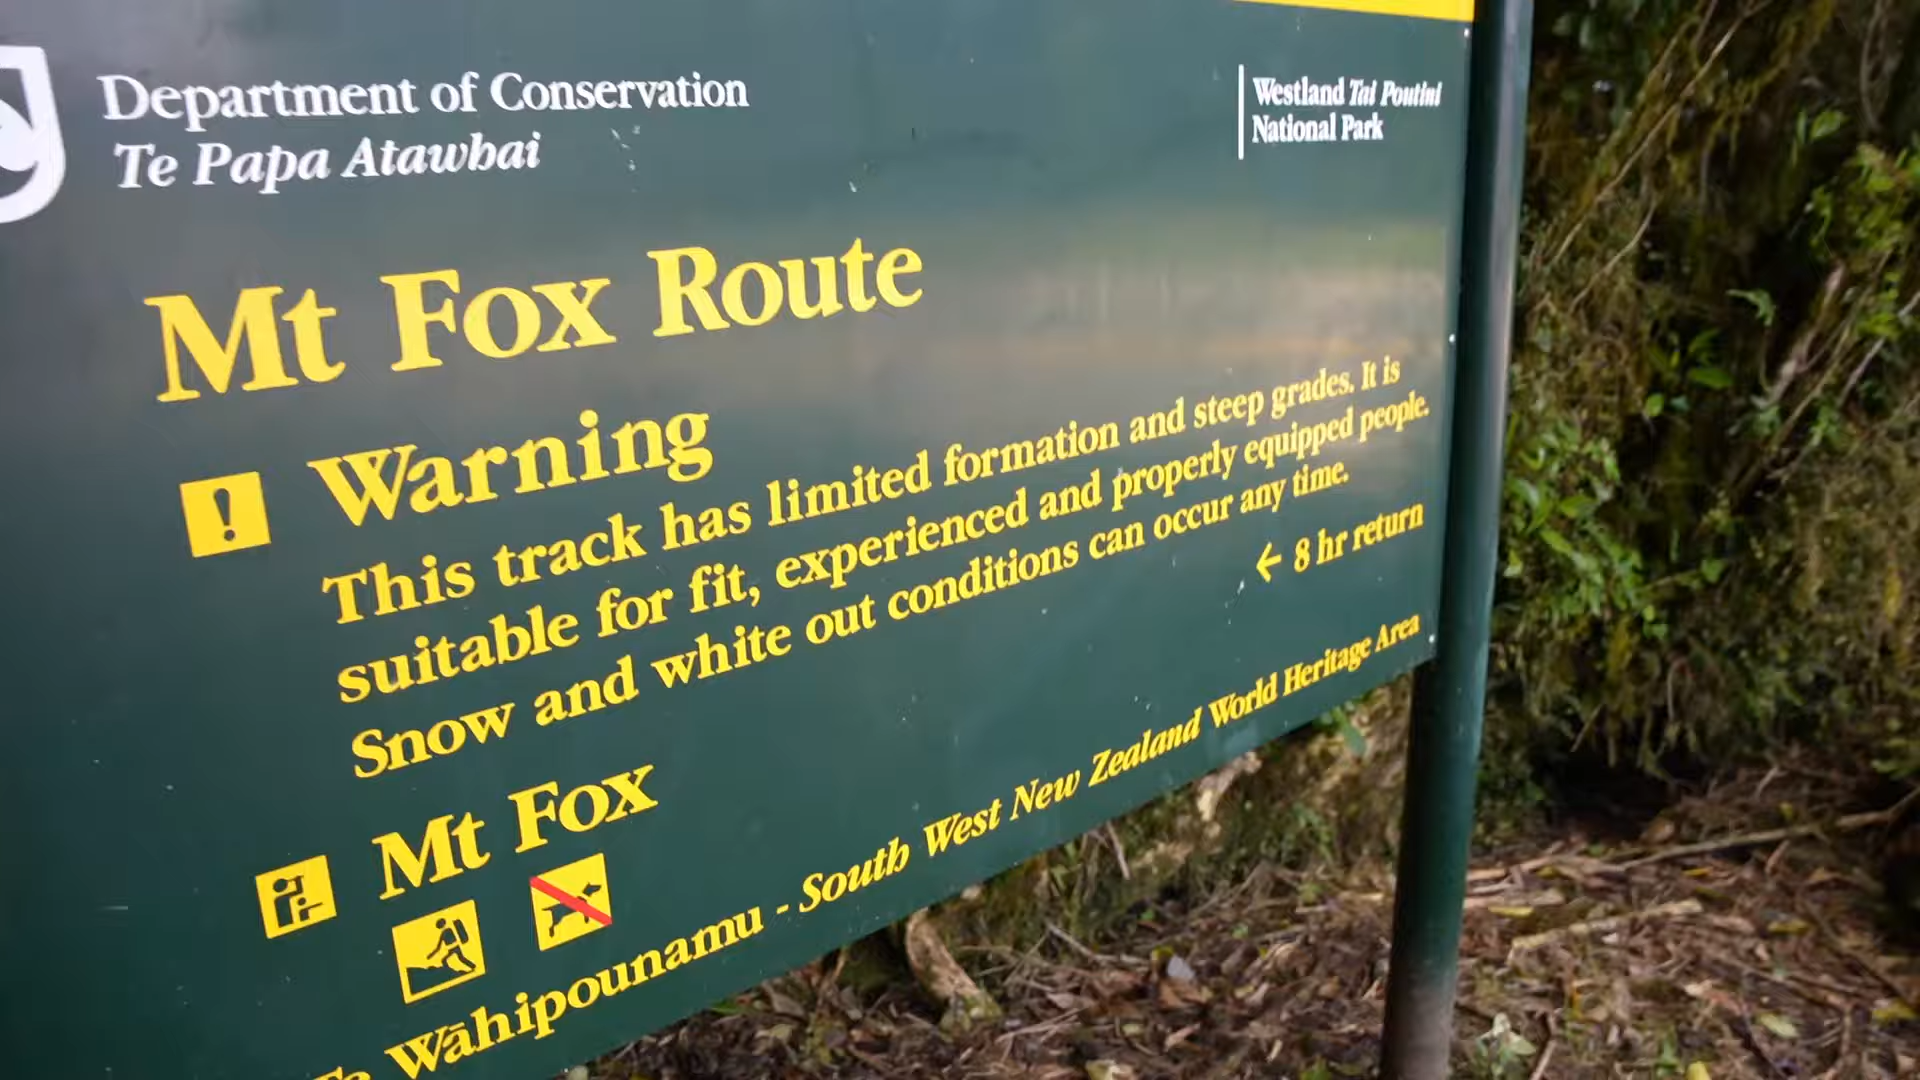 Department of Conservation
Te Papa Atawhai
Westland Tai Poutini
National Park
Mt Fox Route
! Warning
This track has limited formation and steep grades. It is
suitable for fit, experienced and properly equipped people.
Snow and white out conditions can occur any time.
← 8 hr return
Mt Fox
Te Wāhipounamu - South West New Zealand World Heritage Area